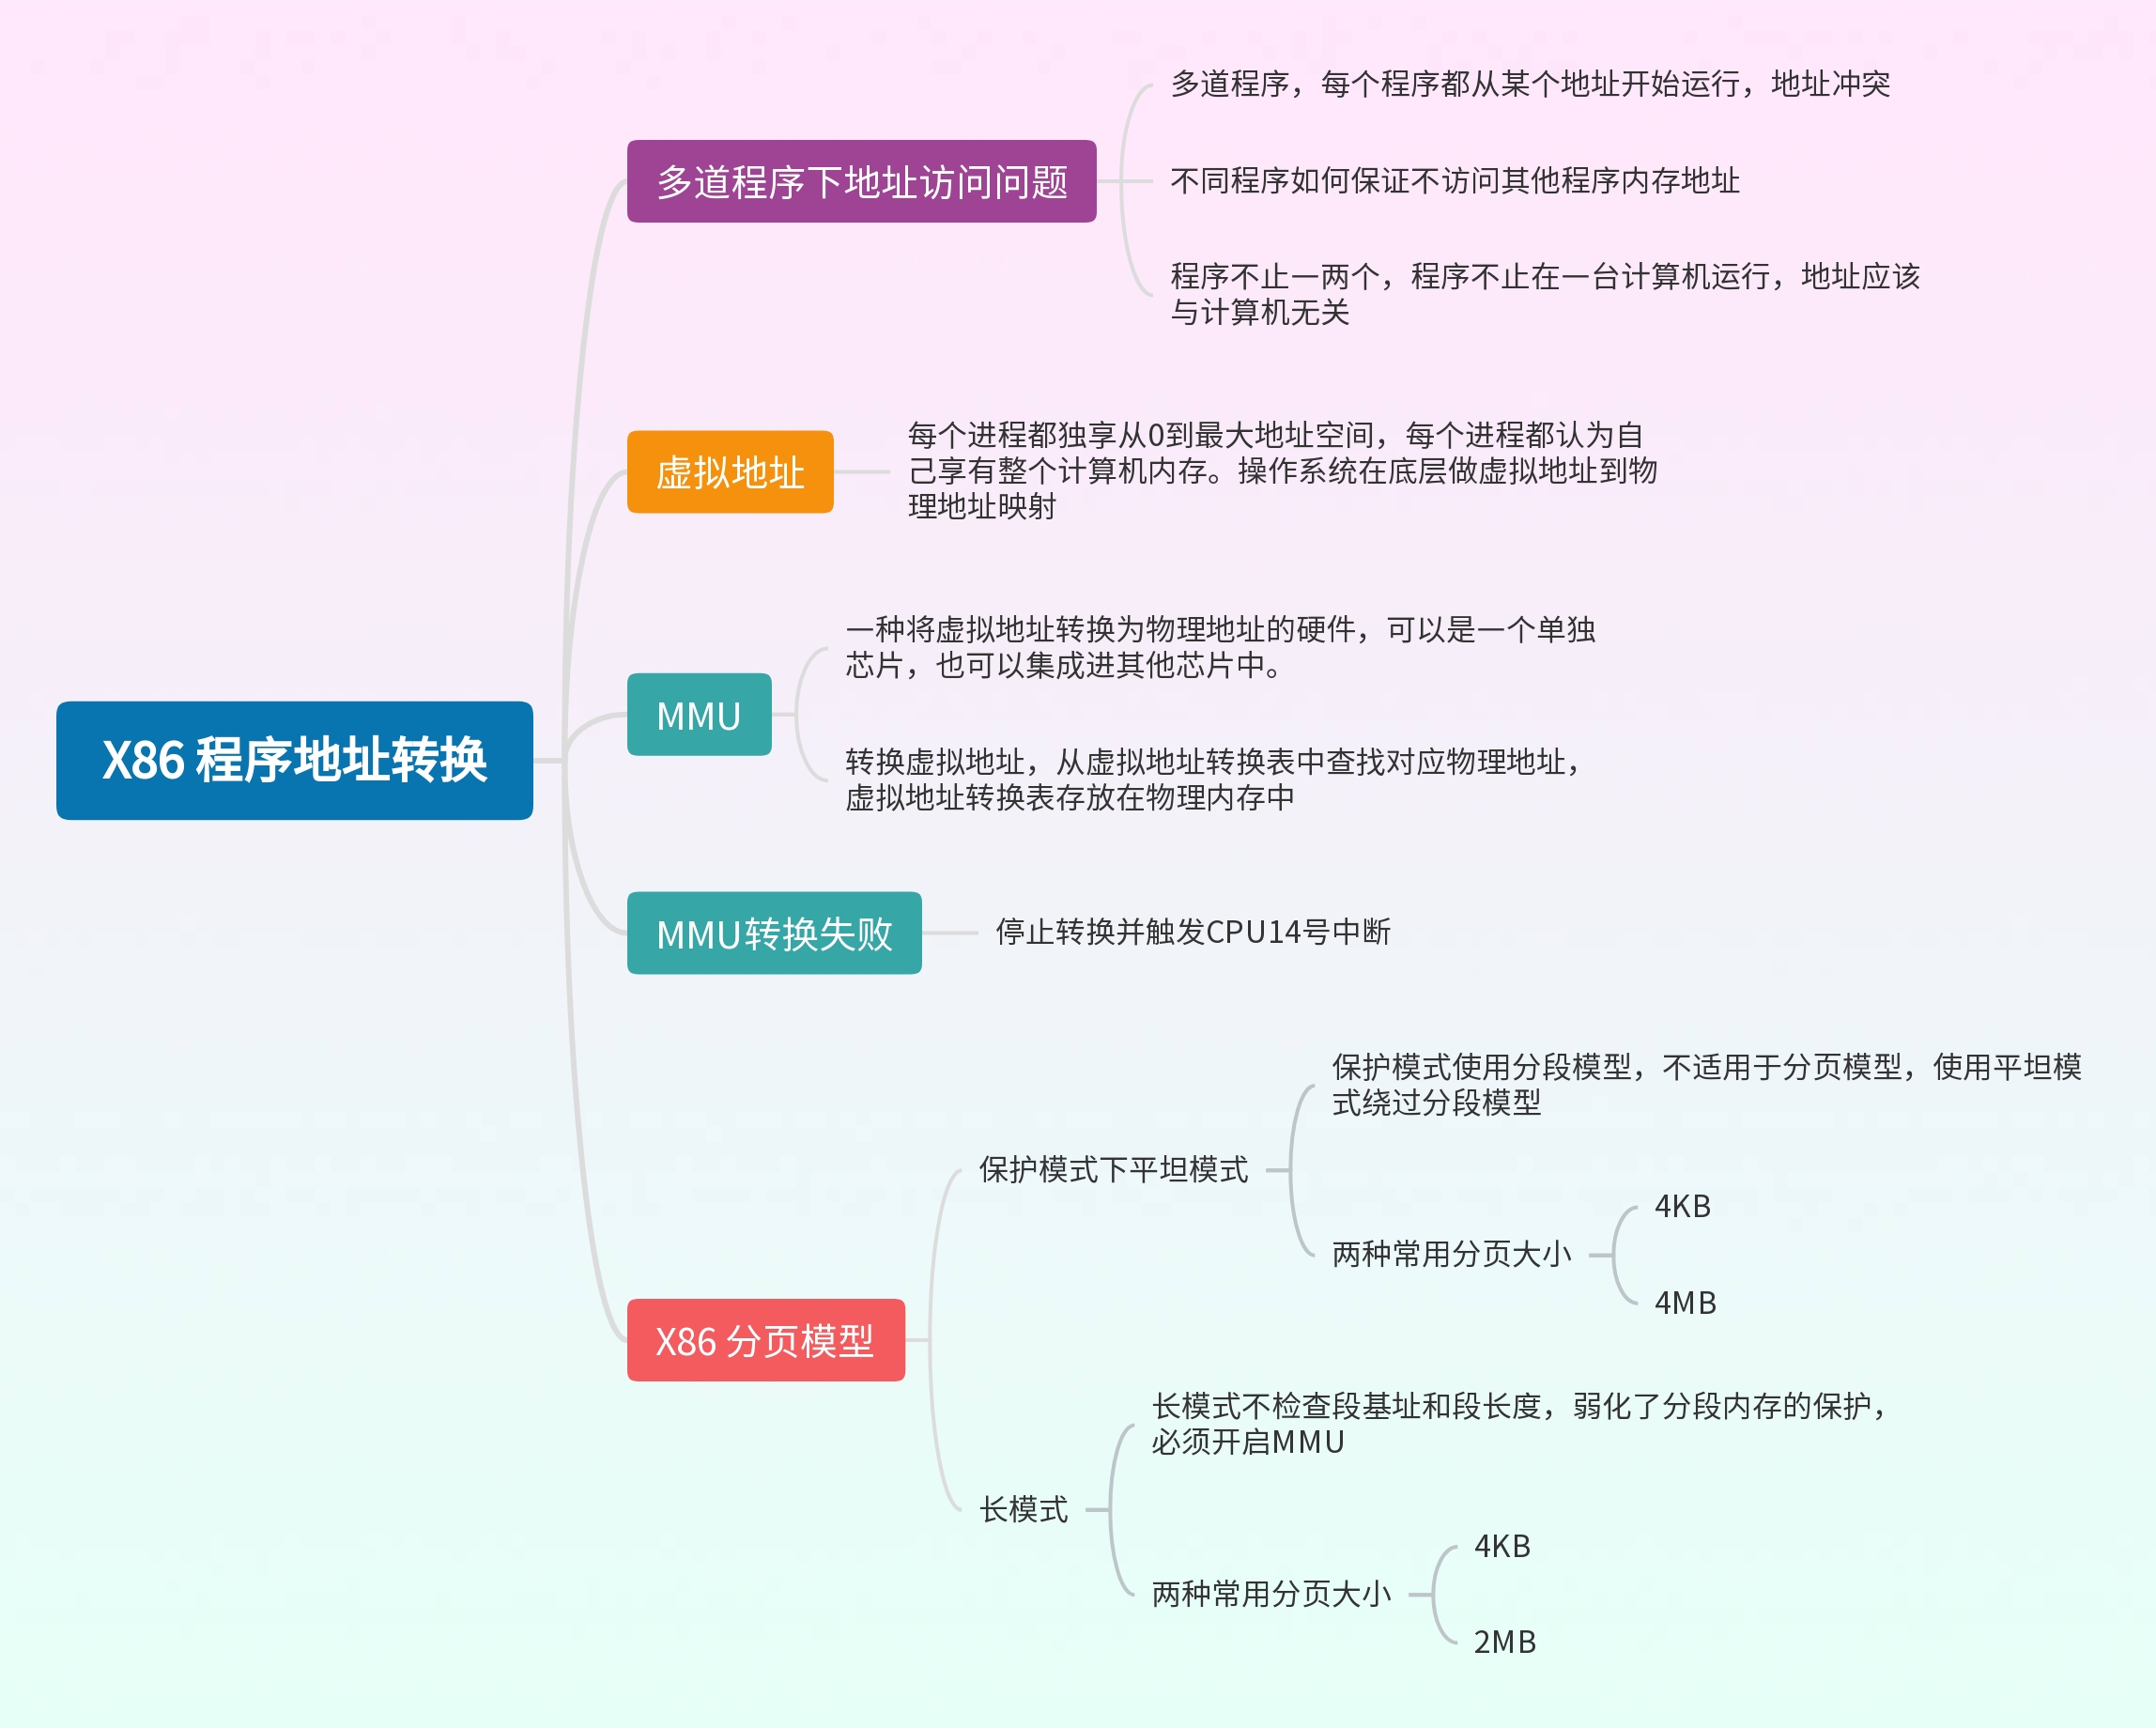 X86 程序地址转换
多道程序下地址访问问题
多道程序，每个程序都从某个地址开始运行，地址冲突
不同程序如何保证不访问其他程序内存地址
程序不止一两个，程序不止在一台计算机运行，地址应该
与计算机无关
虚拟地址
每个进程都独享从0到最大地址空间，每个进程都认为自
己享有整个计算机内存。操作系统在底层做虚拟地址到物
理地址映射
MMU
一种将虚拟地址转换为物理地址的硬件，可以是一个单独
芯片，也可以集成进其他芯片中。
转换虚拟地址，从虚拟地址转换表中查找对应物理地址，
虚拟地址转换表存放在物理内存中
MMU转换失败
停止转换并触发CPU14号中断
X86 分页模型
保护模式下平坦模式
保护模式使用分段模型，不适用于分页模型，使用平坦模
式绕过分段模型
两种常用分页大小
4KB
4MB
长模式
长模式不检查段基址和段长度，弱化了分段内存的保护，
必须开启MMU
两种常用分页大小
4KB
2MB